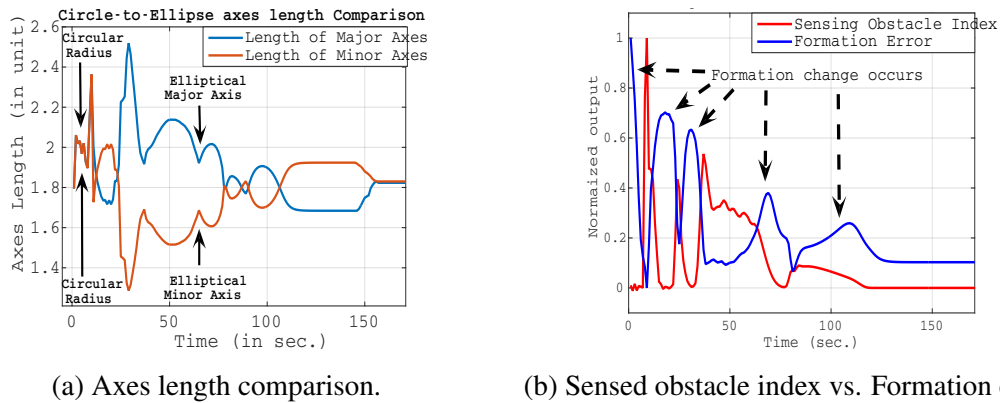 Circle-to-Ellipse axes length Comparison
Length of Major Axes
Length of Minor Axes
Circular
Radius
Elliptical
Major Axis
Elliptical
Minor Axis
Circular
Radius
Axes Length (in unit)
2.6
2.4
2.2
2
1.8
1.6
1.4
0
50
100
150
Time (in sec.)
(a) Axes length comparison.
Sensing Obstacle Index
Formation Error
Formation change occurs
Normaized output
1
0.8
0.6
0.4
0.2
0
0
50
100
150
Time (sec.)
(b) Sensed obstacle index vs. Formation